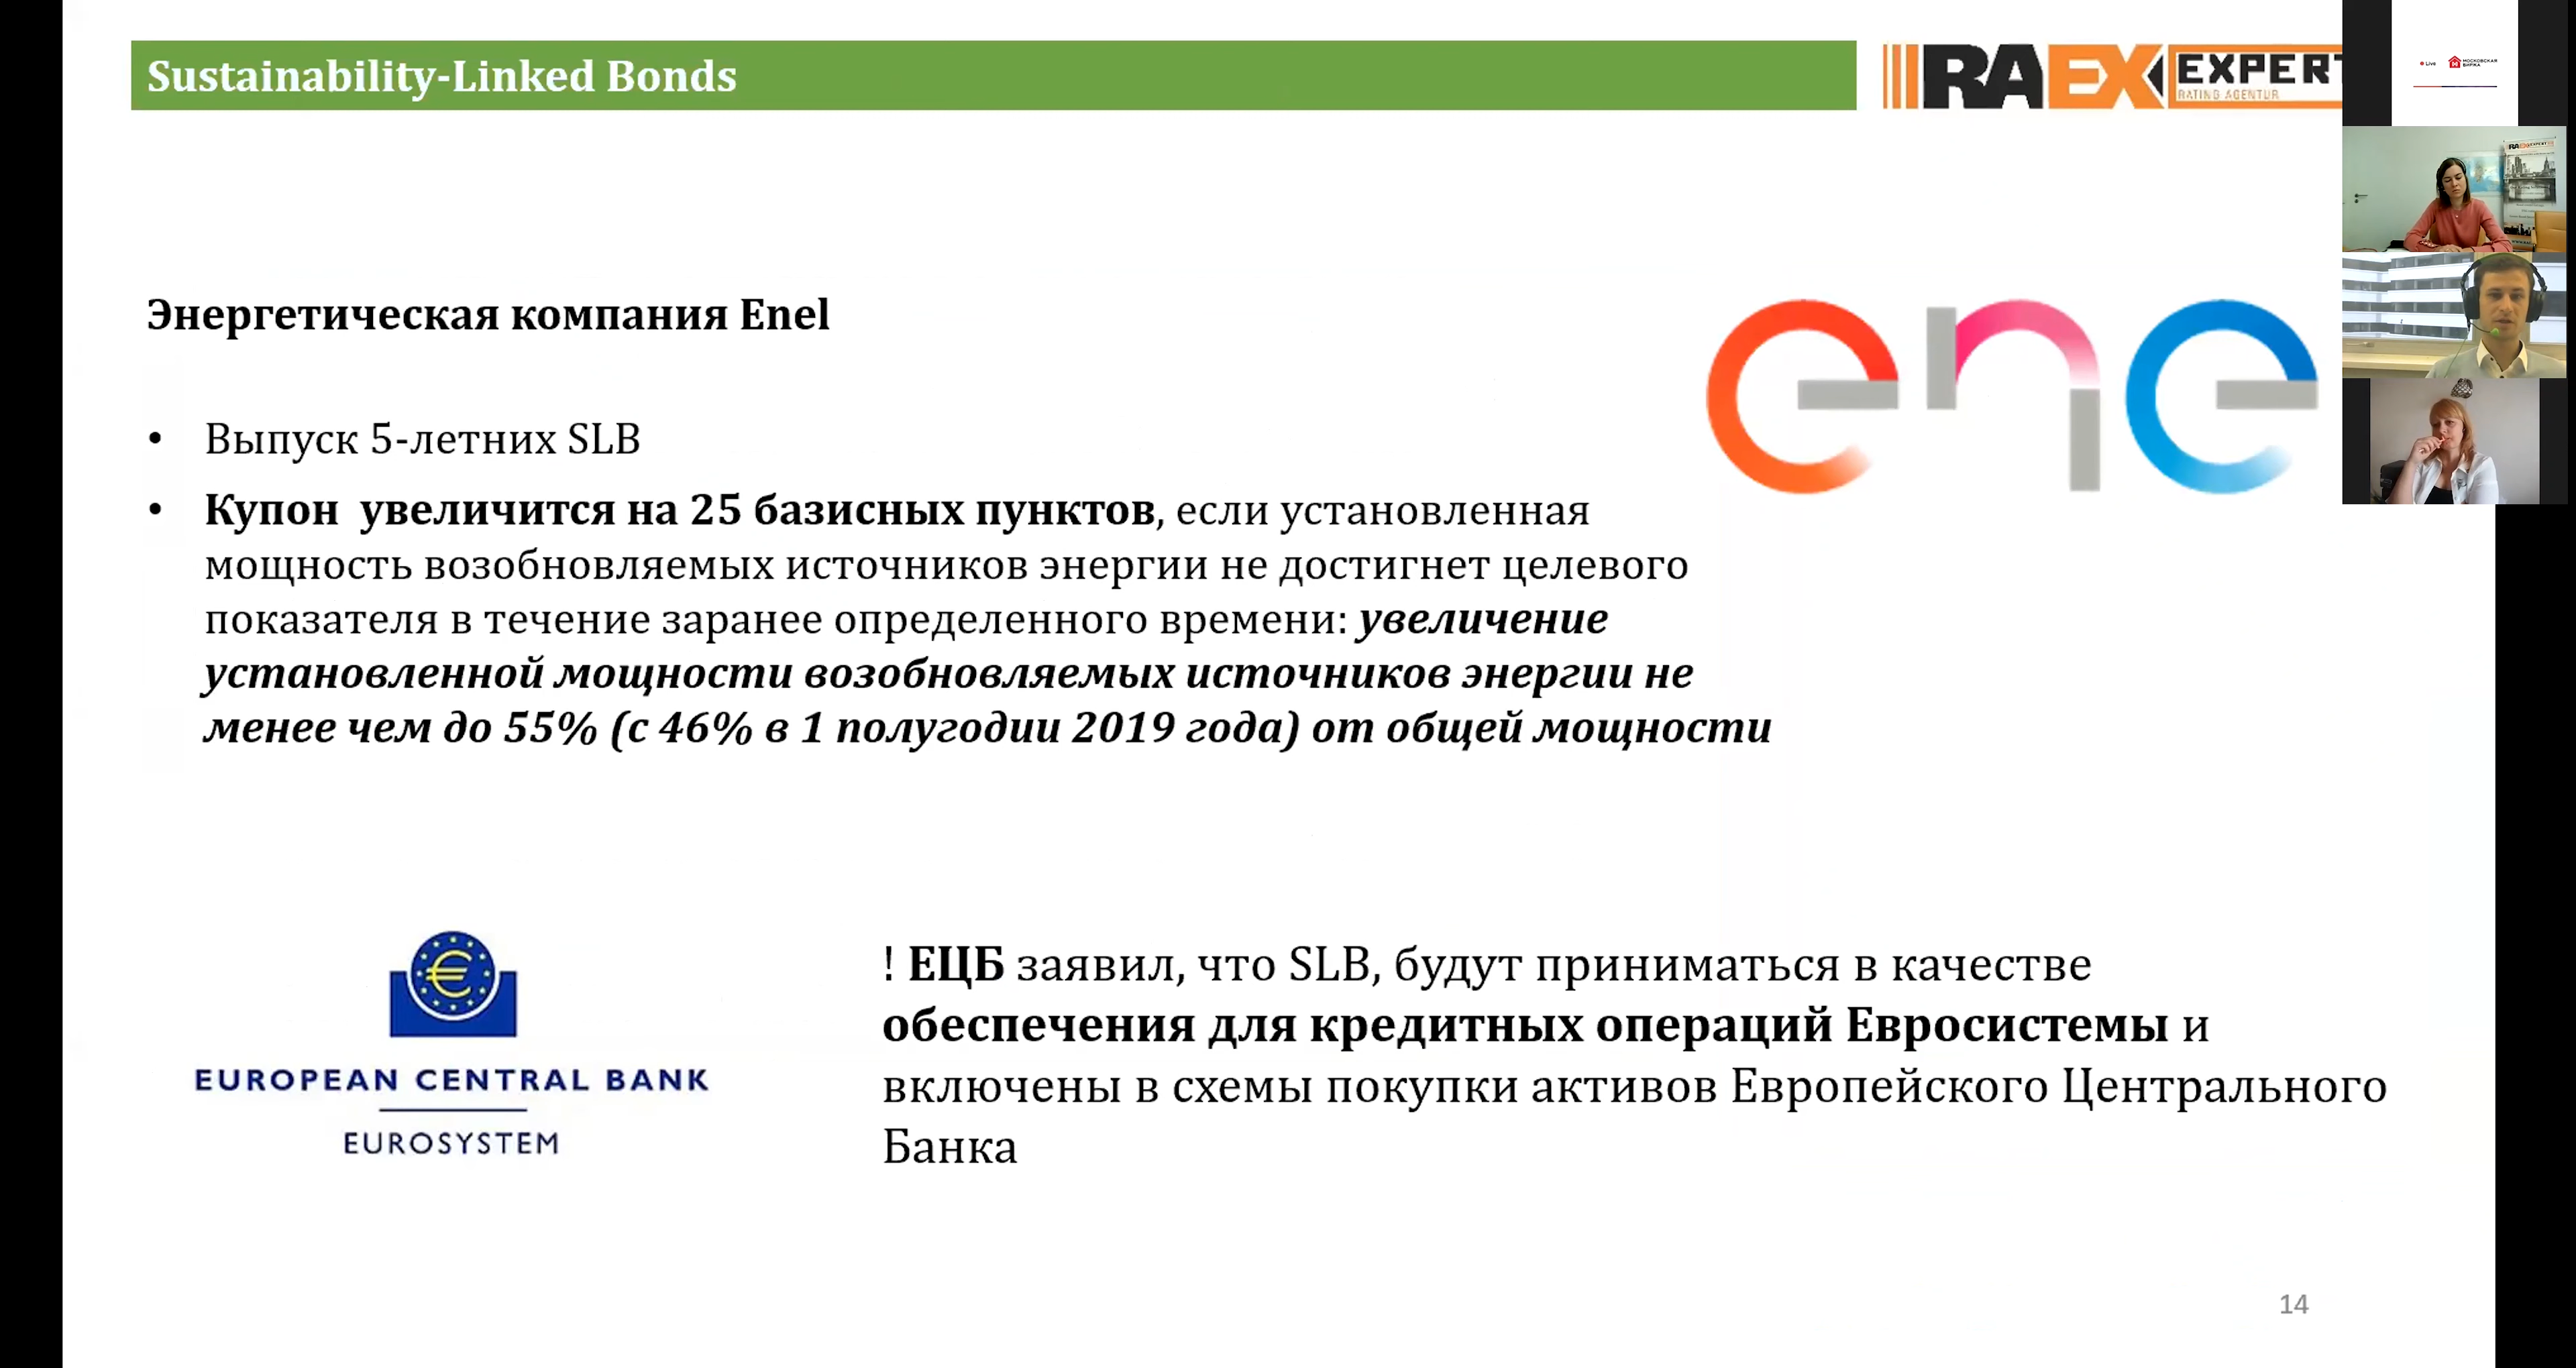 Sustainability-Linked Bonds
RAEX EXPERT
RATING AGENTUR
Live МОСКОВСКАЯ
БИРЖА
Энергетическая компания Enel
ene
• Выпуск 5-летних SLB
• Купон увеличится на 25 базисных пунктов, если установленная
мощность возобновляемых источников энергии не достигнет целевого
показателя в течение заранее определенного времени: увеличение
установленной мощности возобновляемых источников энергии не
менее чем до 55% (с 46% в 1 полугодии 2019 года) от общей мощности
€
EUROPEAN CENTRAL BANK
EUROSYSTEM
! ЕЦБ заявил, что SLB, будут приниматься в качестве
обеспечения для кредитных операций Евросистемы и
включены в схемы покупки активов Европейского Центрального
Банка
14